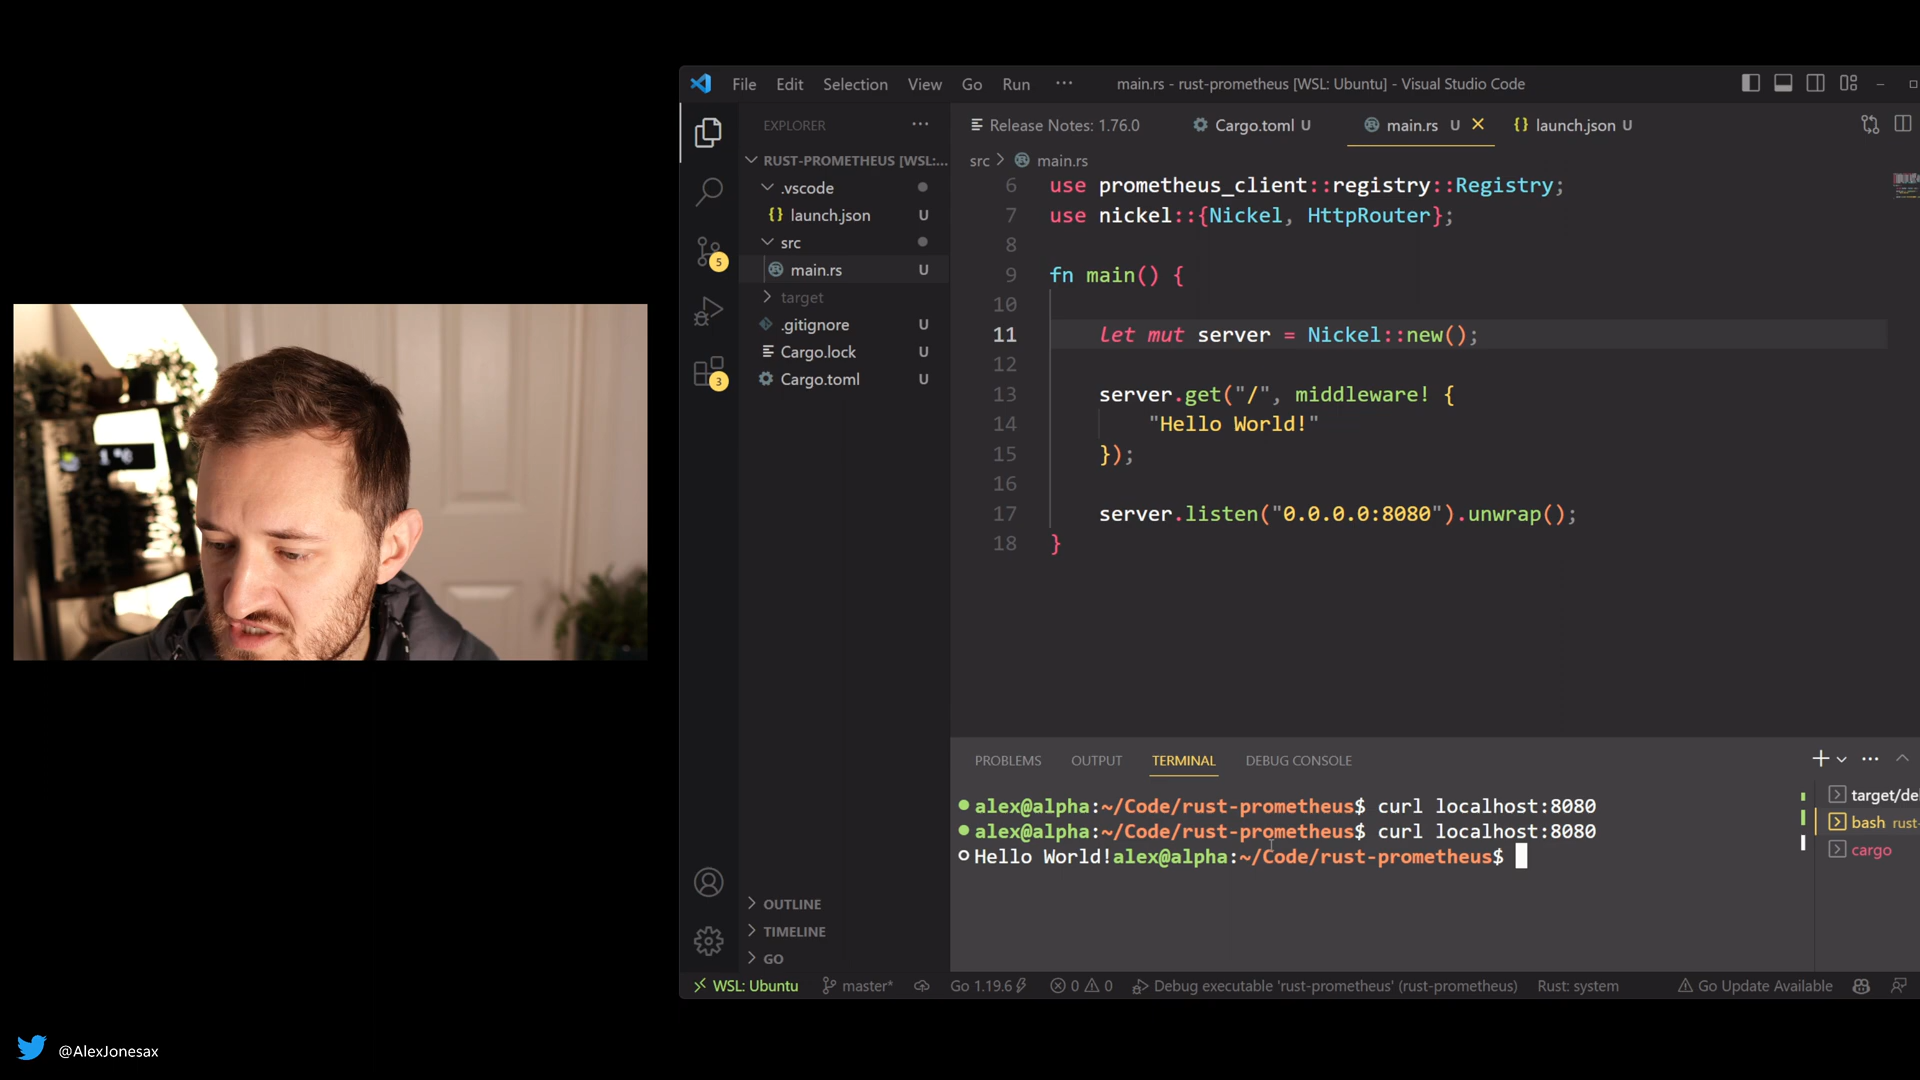 File Edit Selection View Go Run ··· main.rs - rust-prometheus [WSL: Ubuntu] - Visual Studio Code
EXPLORER ···
RUST-PROMETHEUS [WSL:...
.vscode
{} launch.json U
src
main.rs U
target
.gitignore U
Cargo.lock U
Cargo.toml U
OUTLINE
TIMELINE
GO
5
3
Release Notes: 1.76.0 Cargo.toml U main.rs U {} launch.json U
src > main.rs
6 use prometheus_client::registry::Registry;
7 use nickel::{Nickel, HttpRouter};
8
9 fn main() {
10
11 let mut server = Nickel::new();
12
13 server.get("/", middleware! {
14 "Hello World!"
15 });
16
17 server.listen("0.0.0.0:8080").unwrap();
18 }
PROBLEMS OUTPUT TERMINAL DEBUG CONSOLE
alex@alpha:~/Code/rust-prometheus$ curl localhost:8080
alex@alpha:~/Code/rust-prometheus$ curl localhost:8080
Hello World!alex@alpha:~/Code/rust-prometheus$
target/de
bash rust-
cargo
WSL: Ubuntu master* Go 1.19.6 0 0 Debug executable 'rust-prometheus' (rust-prometheus) Rust: system Go Update Available
@AlexJonesax